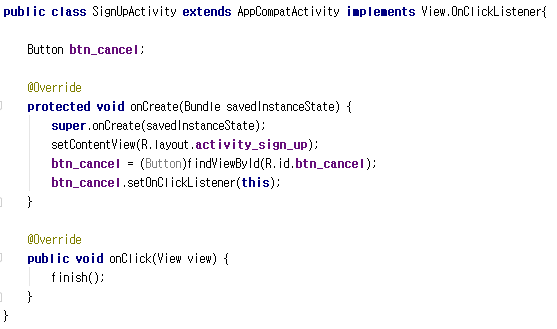 public class SignUpActivity extends AppCompatActivity implements View.OnClickListener{
Button btn_cancel;
@Override
protected void onCreate(Bundle savedInstanceState) {
super.onCreate(savedInstanceState);
setContentView(R.layout.activity_sign_up);
btn_cancel = (Button)findViewById(R.id.btn_cancel);
btn_cancel.setOnClickListener(this);
}
@Override
public void onClick(View view) {
finish();
}
}